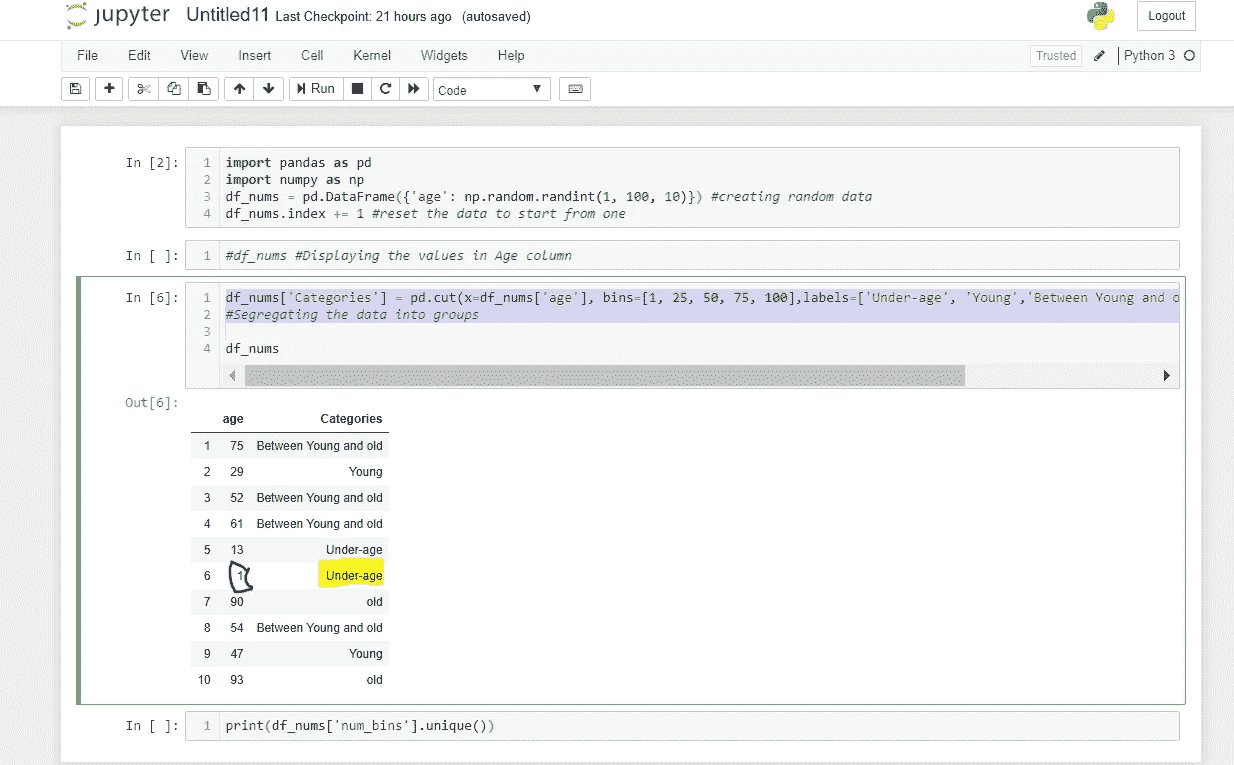 jupyter Untitled11 Last Checkpoint: 21 hours ago (autosaved)
Logout
File Edit View Insert Cell Kernel Widgets Help
Trusted Python 3
Run Code
In [2]:
1 import pandas as pd
2 import numpy as np
3 df_nums = pd.DataFrame({'age': np.random.randint(1, 100, 10)}) #creating random data
4 df_nums.index += 1 #reset the data to start from one
In [ ]:
1 #df_nums #Displaying the values in Age column
In [6]:
1 df_nums['Categories'] = pd.cut(x=df_nums['age'], bins=[1, 25, 50, 75, 100],labels=['Under-age', 'Young','Between Young and o
2 #Segregating the data into groups
3
4 df_nums
Out[6]:
age Categories
1 75 Between Young and old
2 29 Young
3 52 Between Young and old
4 61 Between Young and old
5 13 Under-age
6 1 Under-age
7 90 old
8 54 Between Young and old
9 47 Young
10 93 old
In [ ]:
1 print(df_nums['num_bins'].unique())